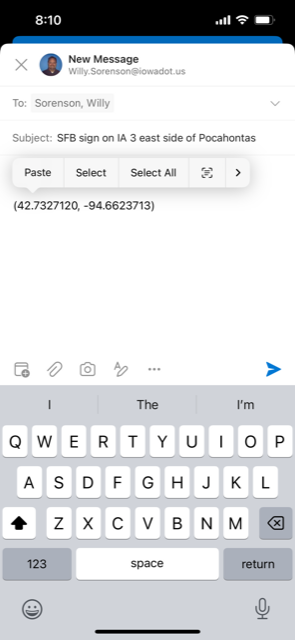 8:10
New Message
Willy.Sorenson@iowadot.us
To: Sorenson, Willy
Subject: SFB sign on IA 3 east side of Pocahontas
Paste Select Select All
(42.7327120, -94.6623713)
I The I'm
Q W E R T Y U I O P
A S D F G H J K L
Z X C V B N M
123 space return